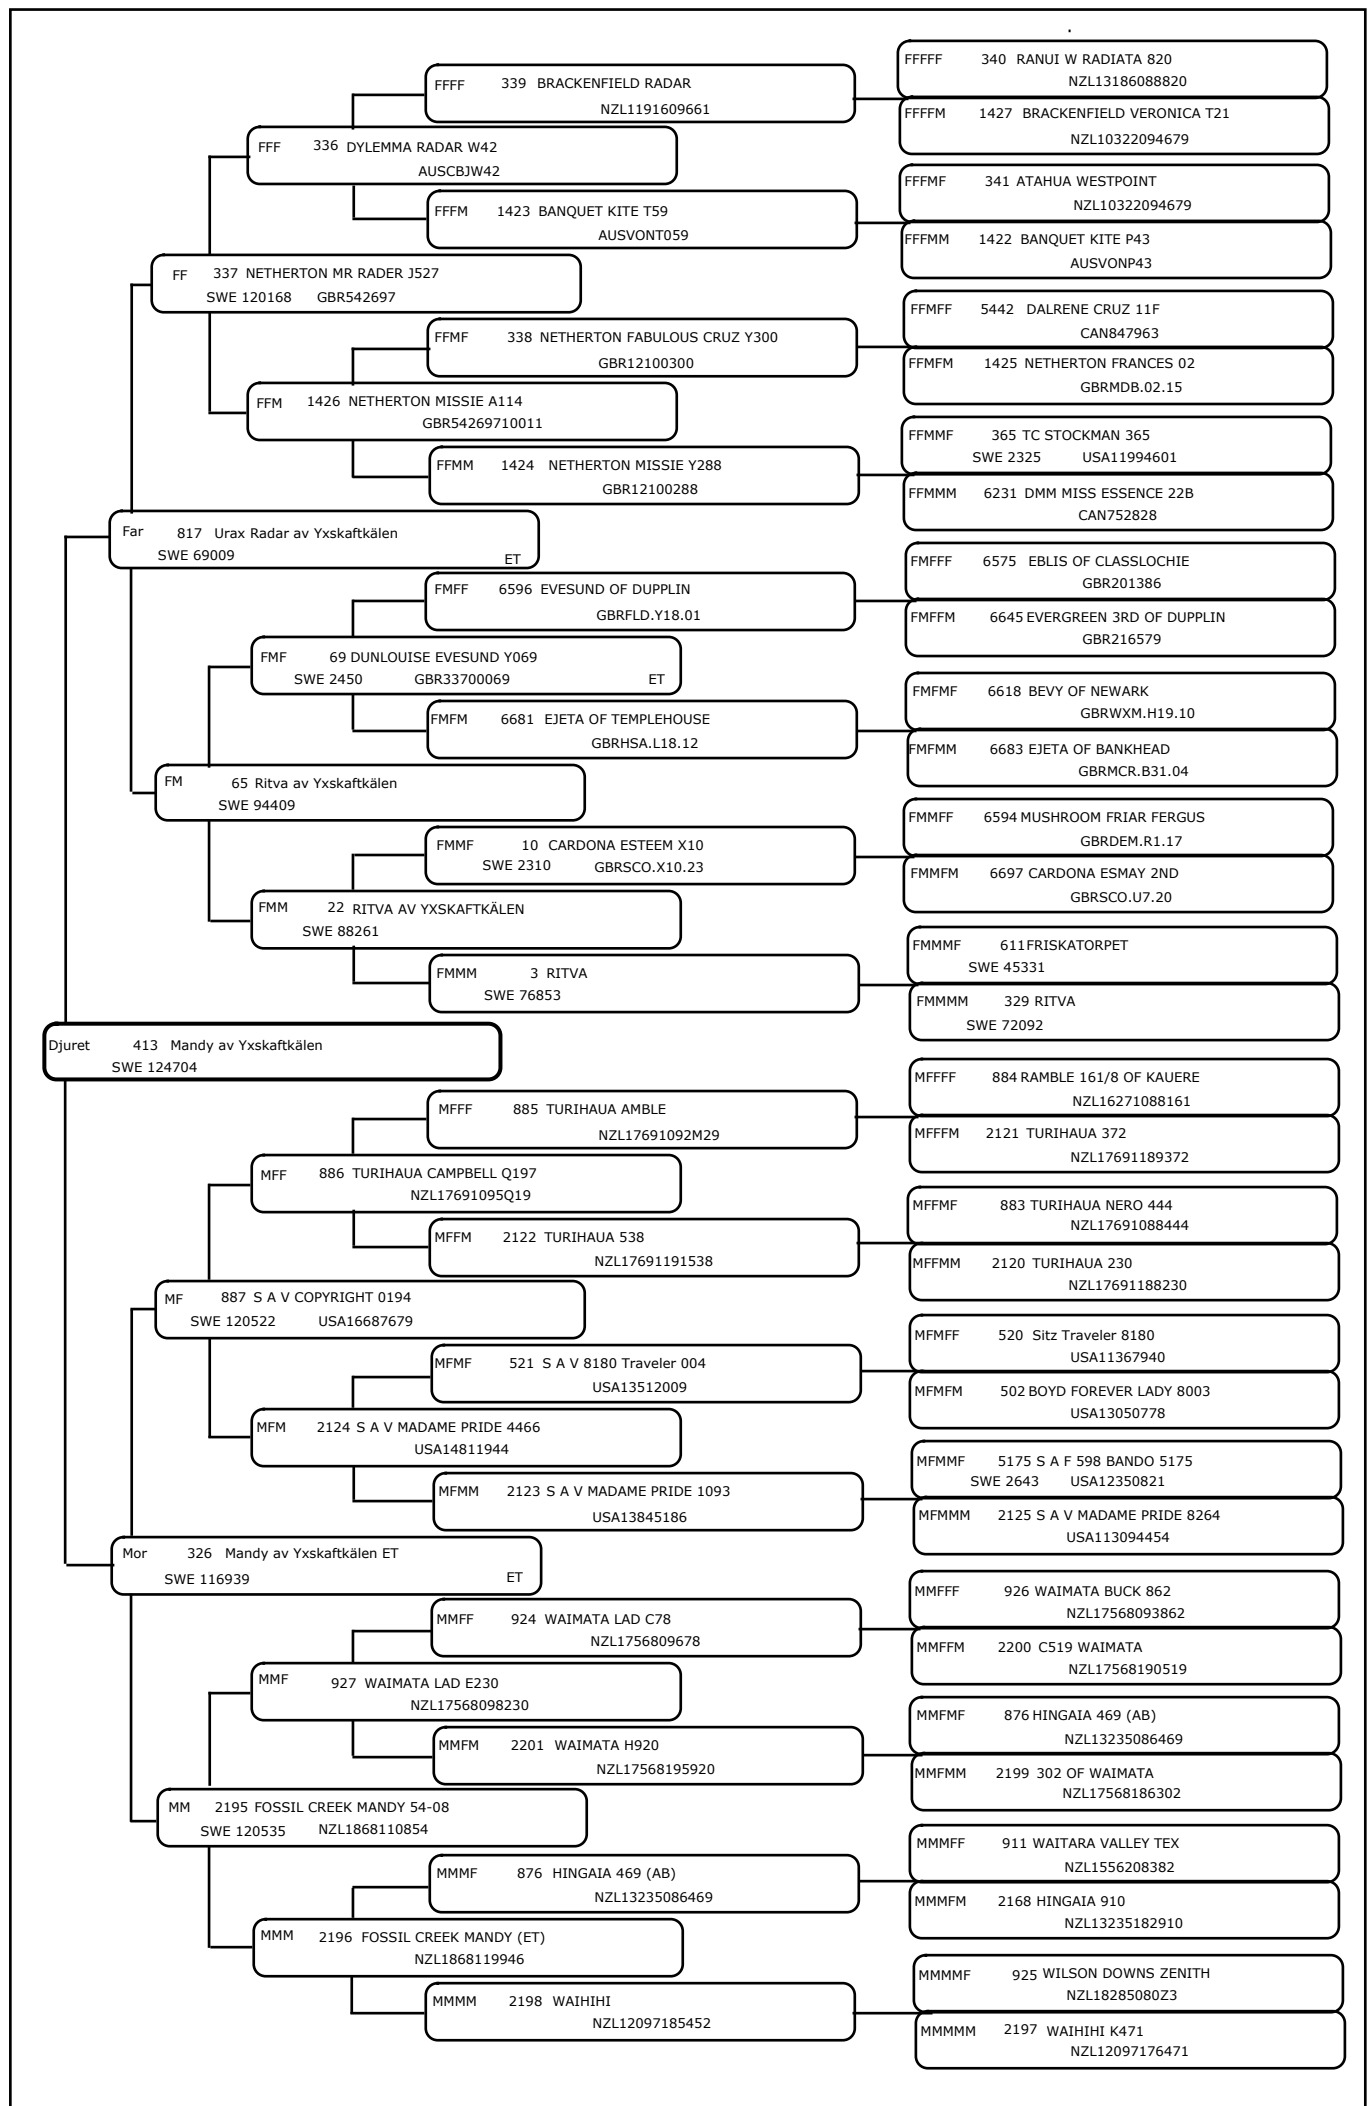 FFFFF 340 RANUI W RADIATA 820
NZL13186088820
FFFF 339 BRACKENFIELD RADAR
NZL1191609661
FFFFM 1427 BRACKENFIELD VERONICA T21
NZL10322094679
FFF 336 DYLEMMA RADAR W42
AUSCBJW42
FFFMF 341 ATAHUA WESTPOINT
NZL10322094679
FFFM 1423 BANQUET KITE T59
AUSVONT059
FFFMM 1422 BANQUET KITE P43
AUSVONP43
FF 337 NETHERTON MR RADER J527
SWE 120168 GBR542697
FFMFF 5442 DALRENE CRUZ 11F
CAN847963
FFMF 338 NETHERTON FABULOUS CRUZ Y300
GBR12100300
FFMFM 1425 NETHERTON FRANCES 02
GBRMDB.02.15
FFM 1426 NETHERTON MISSIE A114
GBR54269710011
FFMMF 365 TC STOCKMAN 365
SWE 2325 USA11994601
FFMM 1424 NETHERTON MISSIE Y288
GBR12100288
FFMMM 6231 DMM MISS ESSENCE 22B
CAN752828
Far 817 Urax Radar av Yxskaftkälen
SWE 69009 ET
FMFFF 6575 EBLIS OF CLASSLOCHIE
GBR201386
FMFF 6596 EVESUND OF DUPPLIN
GBRFLD.Y18.01
FMFFM 6645 EVERGREEN 3RD OF DUPPLIN
GBR216579
FMF 69 DUNLOUISE EVESUND Y069
SWE 2450 GBR33700069 ET
FMFMF 6618 BEVY OF NEWARK
GBRWXM.H19.10
FMFM 6681 EJETA OF TEMPLEHOUSE
GBRHSA.L18.12
FMFMM 6683 EJETA OF BANKHEAD
GBRMCR.B31.04
FM 65 Ritva av Yxskaftkälen
SWE 94409
FMMFF 6594 MUSHROOM FRIAR FERGUS
GBRDEM.R1.17
FMMF 10 CARDONA ESTEEM X10
SWE 2310 GBRSCO.X10.23
FMMFM 6697 CARDONA ESMAY 2ND
GBRSCO.U7.20
FMM 22 RITVA AV YXSKAFTKÄLEN
SWE 88261
FMMMF 611 FRISKATORPET
SWE 45331
FMMM 3 RITVA
SWE 76853
FMMMM 329 RITVA
SWE 72092
Djuret 413 Mandy av Yxskaftkälen
SWE 124704
MFFFF 884 RAMBLE 161/8 OF KAUERE
NZL16271088161
MFFF 885 TURIHAUA AMBLE
NZL17691092M29
MFFFM 2121 TURIHAUA 372
NZL17691189372
MFF 886 TURIHAUA CAMPBELL Q197
NZL17691095Q19
MFFMF 883 TURIHAUA NERO 444
NZL17691088444
MFFM 2122 TURIHAUA 538
NZL17691191538
MFFMM 2120 TURIHAUA 230
NZL17691188230
MF 887 S A V COPYRIGHT 0194
SWE 120522 USA16687679
MFMFF 520 Sitz Traveler 8180
USA11367940
MFMF 521 S A V 8180 Traveler 004
USA13512009
MFMFM 502 BOYD FOREVER LADY 8003
USA13050778
MFM 2124 S A V MADAME PRIDE 4466
USA14811944
MFMMF 5175 S A F 598 BANDO 5175
SWE 2643 USA12350821
MFMM 2123 S A V MADAME PRIDE 1093
USA13845186
MFMMM 2125 S A V MADAME PRIDE 8264
USA113094454
Mor 326 Mandy av Yxskaftkälen ET
SWE 116939 ET
MMFFF 926 WAIMATA BUCK 862
NZL17568093862
MMFF 924 WAIMATA LAD C78
NZL1756809678
MMFFM 2200 C519 WAIMATA
NZL17568190519
MMF 927 WAIMATA LAD E230
NZL17568098230
MMFMF 876 HINGAIA 469 (AB)
NZL13235086469
MMFM 2201 WAIMATA H920
NZL17568195920
MMFMM 2199 302 OF WAIMATA
NZL17568186302
MM 2195 FOSSIL CREEK MANDY 54-08
SWE 120535 NZL1868110854
MMMFF 911 WAITARA VALLEY TEX
NZL1556208382
MMMF 876 HINGAIA 469 (AB)
NZL13235086469
MMMFM 2168 HINGAIA 910
NZL13235182910
MMM 2196 FOSSIL CREEK MANDY (ET)
NZL1868119946
MMMMF 925 WILSON DOWNS ZENITH
NZL18285080Z3
MMMM 2198 WAIHIHI
NZL12097185452
MMMMM 2197 WAIHIHI K471
NZL12097176471